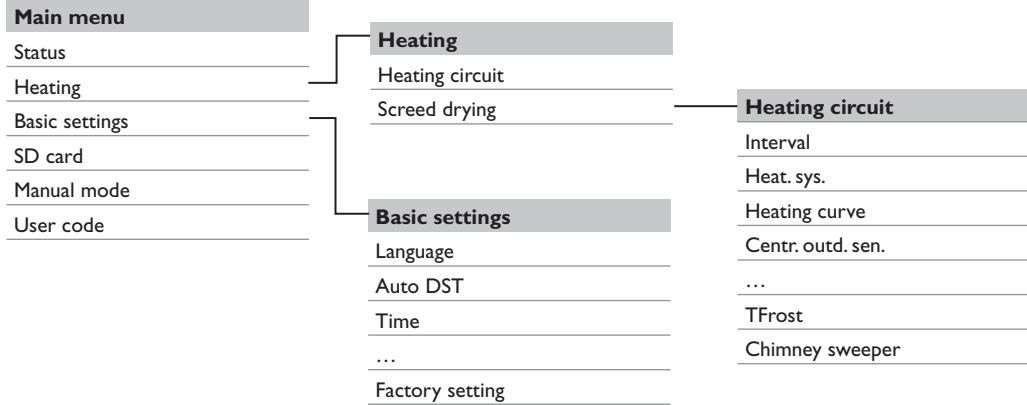 Main menu
Status
Heating
Basic settings
SD card
Manual mode
User code
Heating
Heating circuit
Screed drying
Basic settings
Language
Auto DST
Time
…
Factory setting
Heating circuit
Interval
Heat. sys.
Heating curve
Centr. outd. sen.
…
TFrost
Chimney sweeper